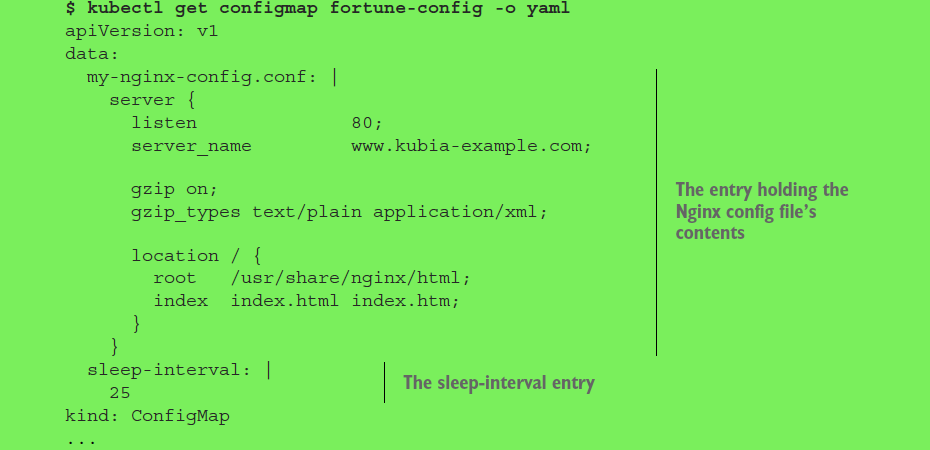 $ kubectl get configmap fortune-config -o yaml
apiVersion: v1
data:
  my-nginx-config.conf: |
    server {
      listen              80;
      server_name         www.kubia-example.com;

      gzip on;
      gzip_types text/plain application/xml;

      location / {
        root   /usr/share/nginx/html;
        index  index.html index.htm;
      }
    }
The entry holding the
Nginx config file’s
contents
  sleep-interval: |
    25
The sleep-interval entry
kind: ConfigMap
...